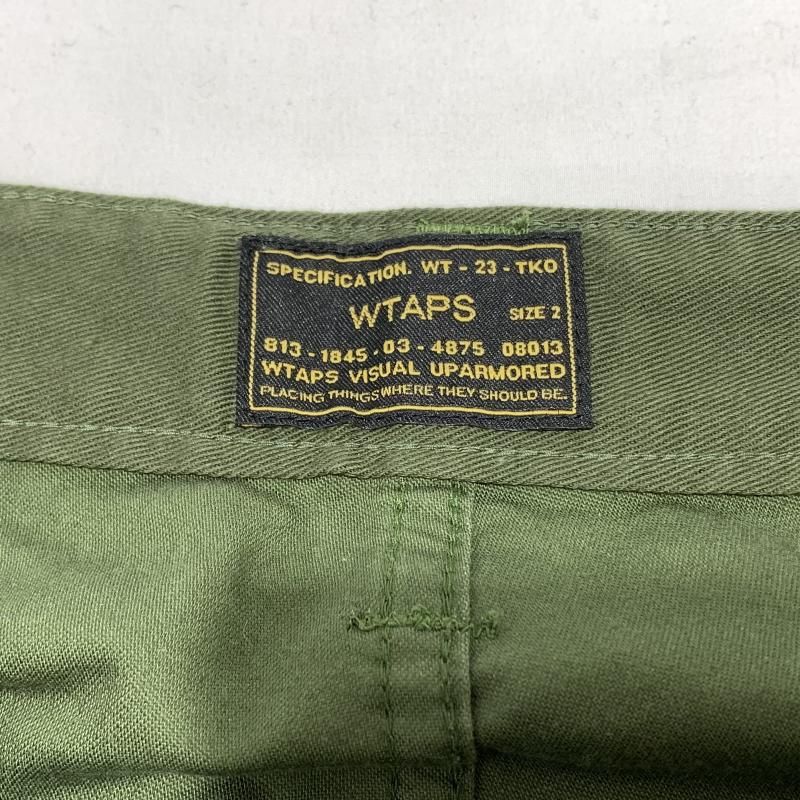 SPECIFICATION. WT - 23 - TKO
WTAPS SIZE 2
813 - 1845 - 03 - 4875 08013
WTAPS VISUAL UPARMORED
PLACING THINGS WHERE THEY SHOULD BE.